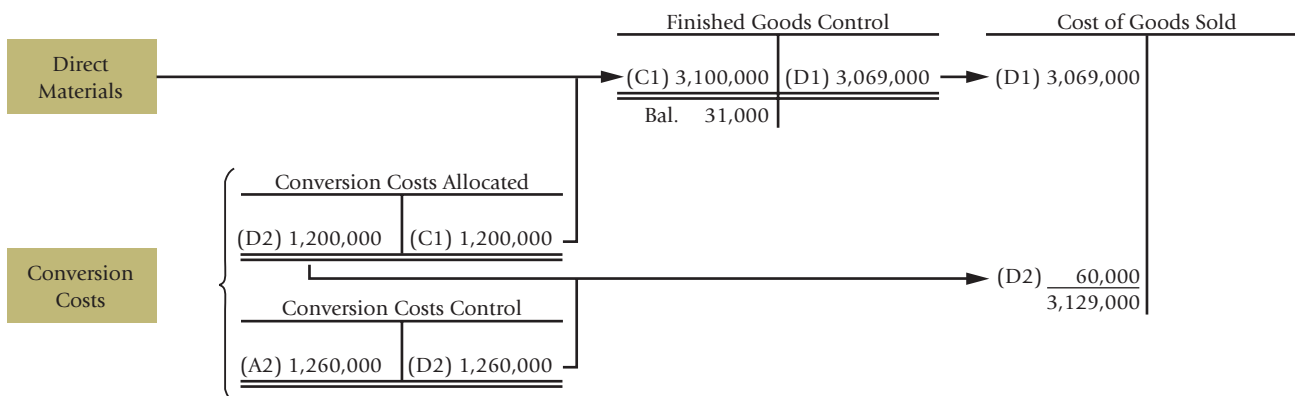 Finished Goods Control
Cost of Goods Sold
Direct
Materials
(C1) 3,100,000
(D1) 3,069,000
(D1) 3,069,000
Bal. 31,000
Conversion Costs Allocated
(D2) 1,200,000
(C1) 1,200,000
Conversion
Costs
(D2) 60,000
3,129,000
Conversion Costs Control
(A2) 1,260,000
(D2) 1,260,000